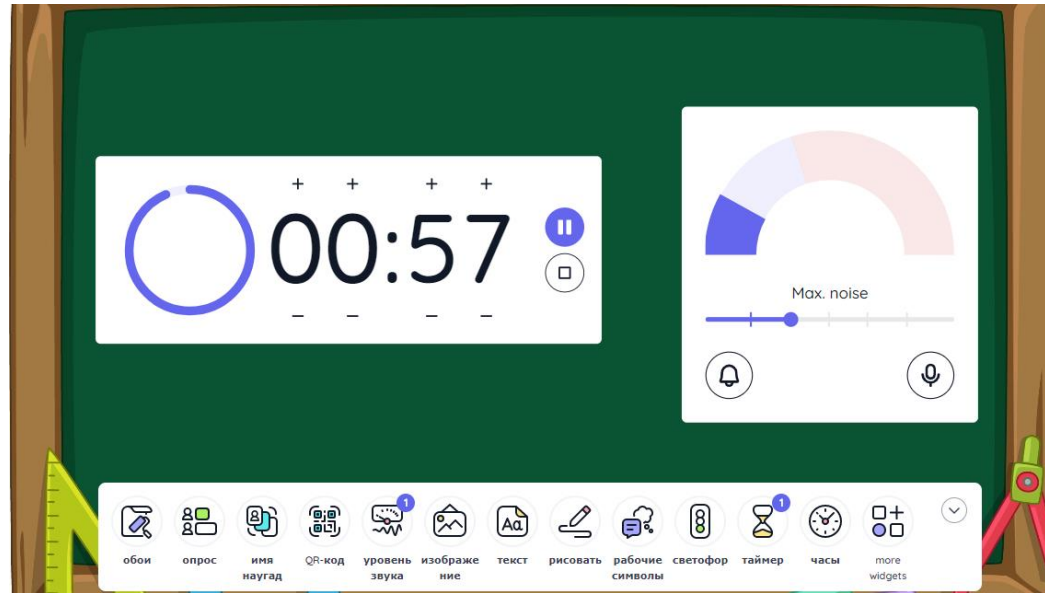 00:57
Max. noise
1
1
обои
опрос
имя
наугад
QR-код
уровень
звука
изображе
ние
Aa
текст
рисовать
рабочие
символы
светофор
таймер
часы
more
widgets